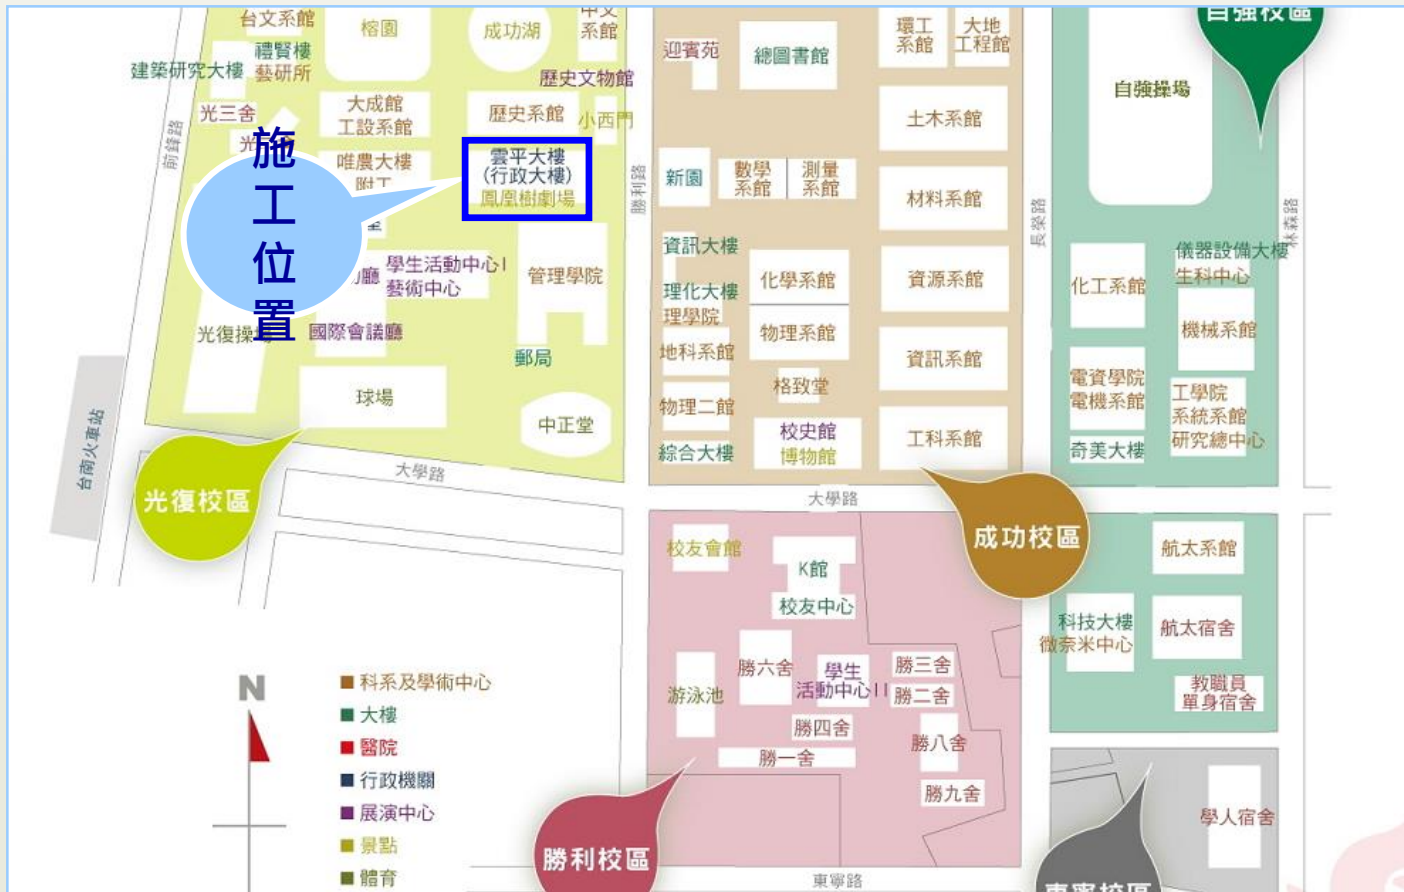 台文系館
榕園
成功湖
系館
禮賢樓
藝研所
建築研究大樓
歷史文物館
光三舍
大成館
工設系館
歷史系館
小西門
前鋒路
唯農大樓
附工
雲平大樓
(行政大樓)
鳳凰樹劇場
施
工
位
置
勝利路
學生活動中心I
藝術中心
管理學院
光復操場
國際會議廳
郵局
球場
中正堂
台南火車站
光復校區
大學路
迎賓苑
總圖書館
環工
系館
大地
工程館
土木系館
新園
數學
系館
測量
系館
材料系館
資訊大樓
化學系館
資源系館
理化大樓
理學院
物理系館
地科系館
資訊系館
格致堂
物理二館
校史館
博物館
工科系館
綜合大樓
大學路
成功校區
長榮路
自強校區
自強操場
林森路
儀器設備大樓
生科中心
化工系館
機械系館
電資學院
電機系館
工學院
系統系館
研究總中心
奇美大樓
航太系館
科技大樓
微奈米中心
航太宿舍
教職員
單身宿舍
校友會館
K館
校友中心
勝六舍
學生
活動中心II
勝三舍
勝二舍
游泳池
勝四舍
勝八舍
勝一舍
勝九舍
勝利校區
東寧路
學人宿舍
東寧校區
N
科系及學術中心
大樓
醫院
行政機關
展演中心
景點
體育